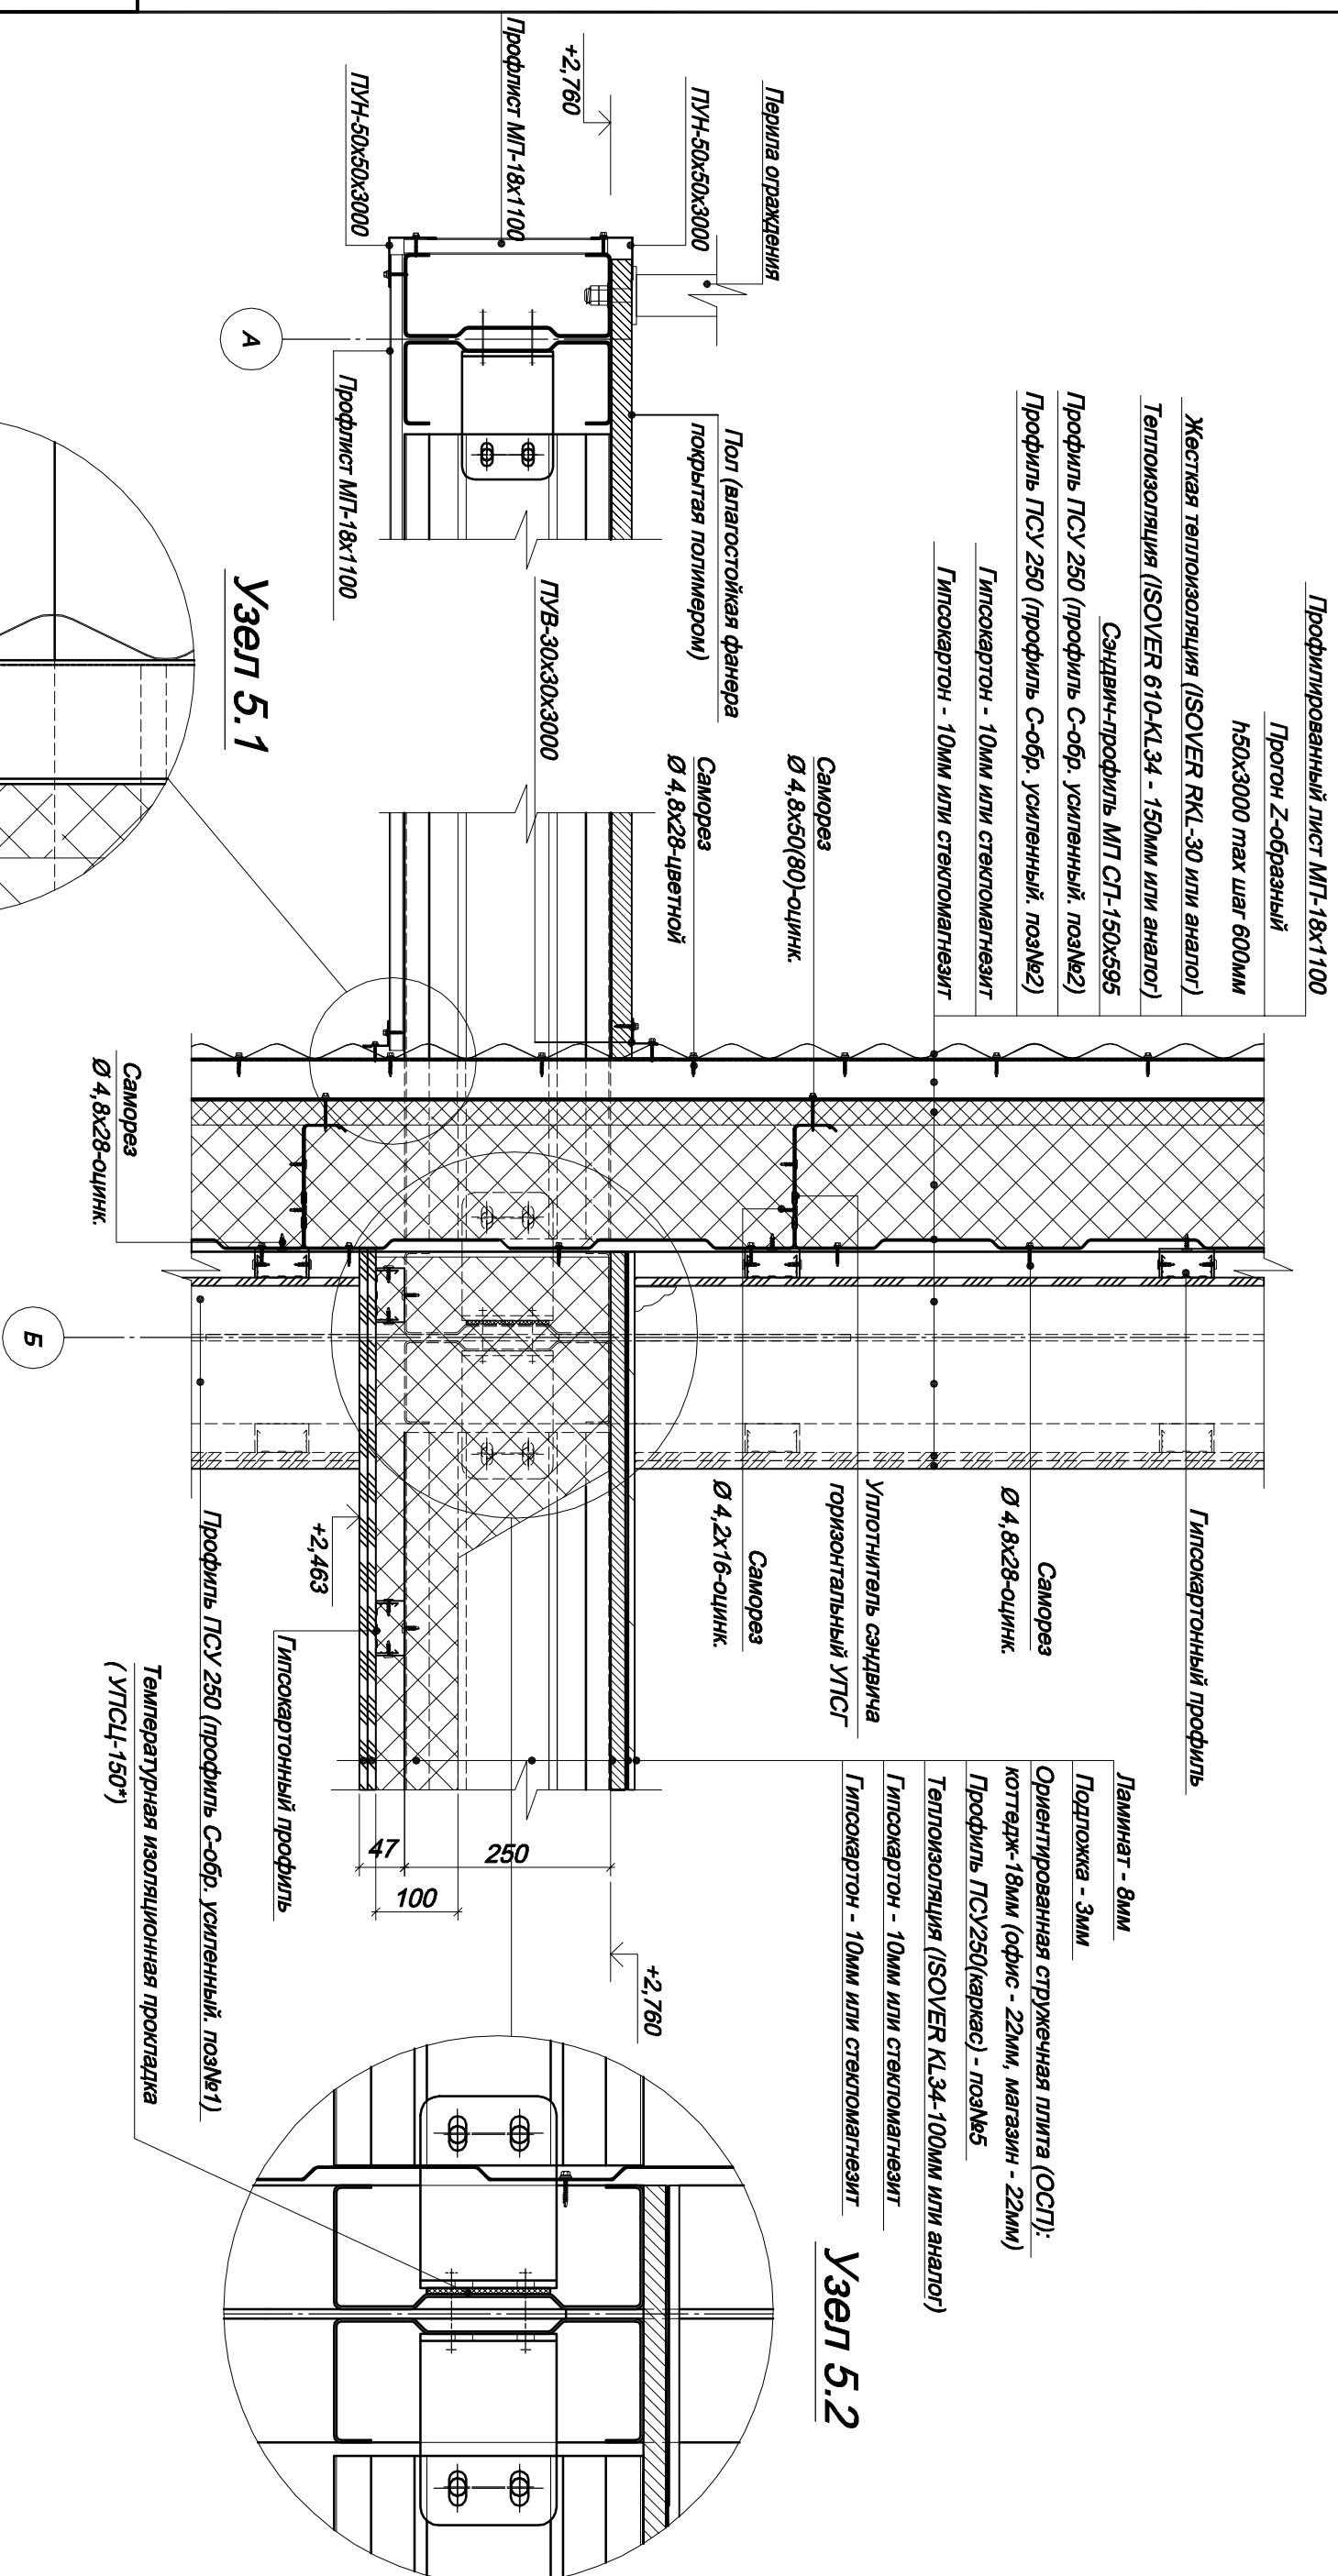 Профилированный лист МП-18х1100
Прогон Z-образный
h50х3000 max шаг 600мм
Жесткая теплоизоляция (ISOVER RKL-30 или аналог)
Теплоизоляция (ISOVER 610-KL34 - 150мм или аналог)
Сэндвич-профиль МП СП-150х595
Профиль ПСУ 250 (профиль С-обр. усиленный. поз№2)
Профиль ПСУ 250 (профиль С-обр. усиленный. поз№2)
Гипсокартон - 10мм или стекломагнезит
Гипсокартон - 10мм или стекломагнезит
Перила ограждения
ПУН-50х50х3000
+2,760
Профлист МП-18х1100
ПУН-50х50х3000
А
Профлист МП-18х1100
Пол (влагостойкая фанера
покрытая полимером)
ПУВ-30х30х3000
Узел 5.1
Саморез
Ø 4,8х50(80)-оцинк.
Саморез
Ø 4,8х28-цветной
Саморез
Ø 4,8х28-оцинк.
Б
Гипсокартонный профиль
Саморез
Ø 4,8х28-оцинк.
Уплотнитель сэндвича
горизонтальный УПСГ
Саморез
Ø 4,2х16-оцинк.
+2,463
Гипсокартонный профиль
Профиль ПСУ 250 (профиль С-обр. усиленный. поз№1)
Температурная изоляционная прокладка
(УПСЦ-150*)
Ламинат - 8мм
Подложка - 3мм
Ориентированная стружечная плита (ОСП):
коттедж-18мм (офис - 22мм, магазин - 22мм)
Профиль ПСУ250(каркас) - поз№5
Теплоизоляция (ISOVER KL34-100мм или аналог)
Гипсокартон - 10мм или стекломагнезит
Гипсокартон - 10мм или стекломагнезит
47
250
100
+2,760
Узел 5.2